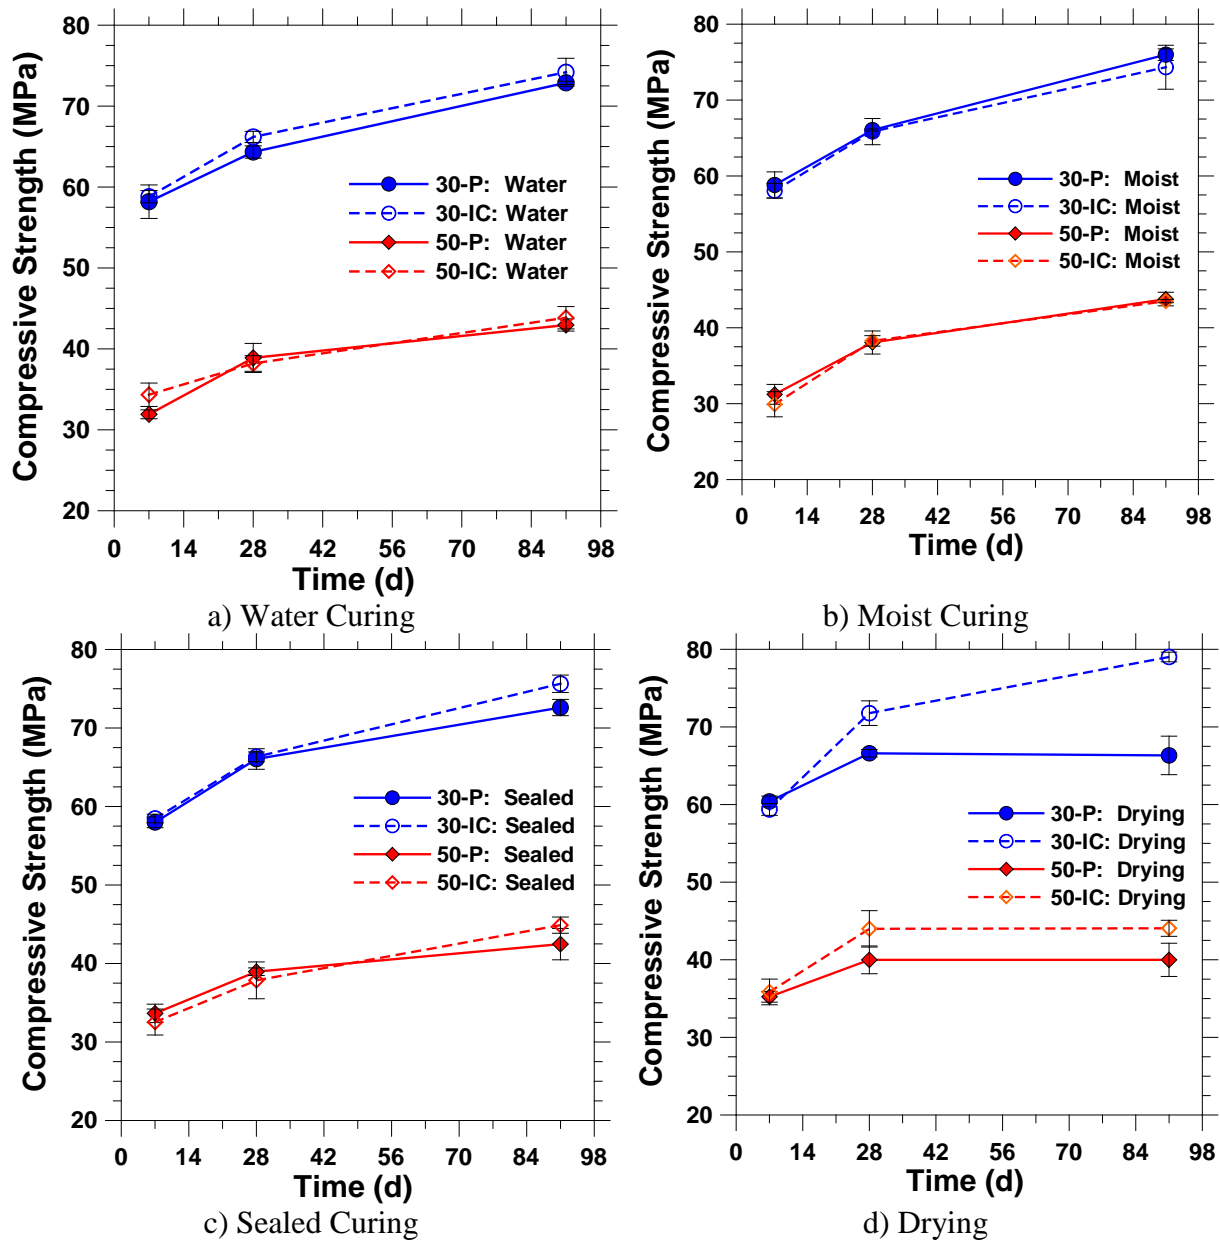 80
70
60
50
40
30
20
Compressive Strength (MPa)
30-P: Water
30-IC: Water
50-P: Water
50-IC: Water
0 14 28 42 56 70 84 98
Time (d)
a) Water Curing
80
70
60
50
40
30
20
Compressive Strength (MPa)
30-P: Moist
30-IC: Moist
50-P: Moist
50-IC: Moist
0 14 28 42 56 70 84 98
Time (d)
b) Moist Curing
80
70
60
50
40
30
20
Compressive Strength (MPa)
30-P: Sealed
30-IC: Sealed
50-P: Sealed
50-IC: Sealed
0 14 28 42 56 70 84 98
Time (d)
c) Sealed Curing
80
70
60
50
40
30
20
Compressive Strength (MPa)
30-P: Drying
30-IC: Drying
50-P: Drying
50-IC: Drying
0 14 28 42 56 70 84 98
Time (d)
d) Drying